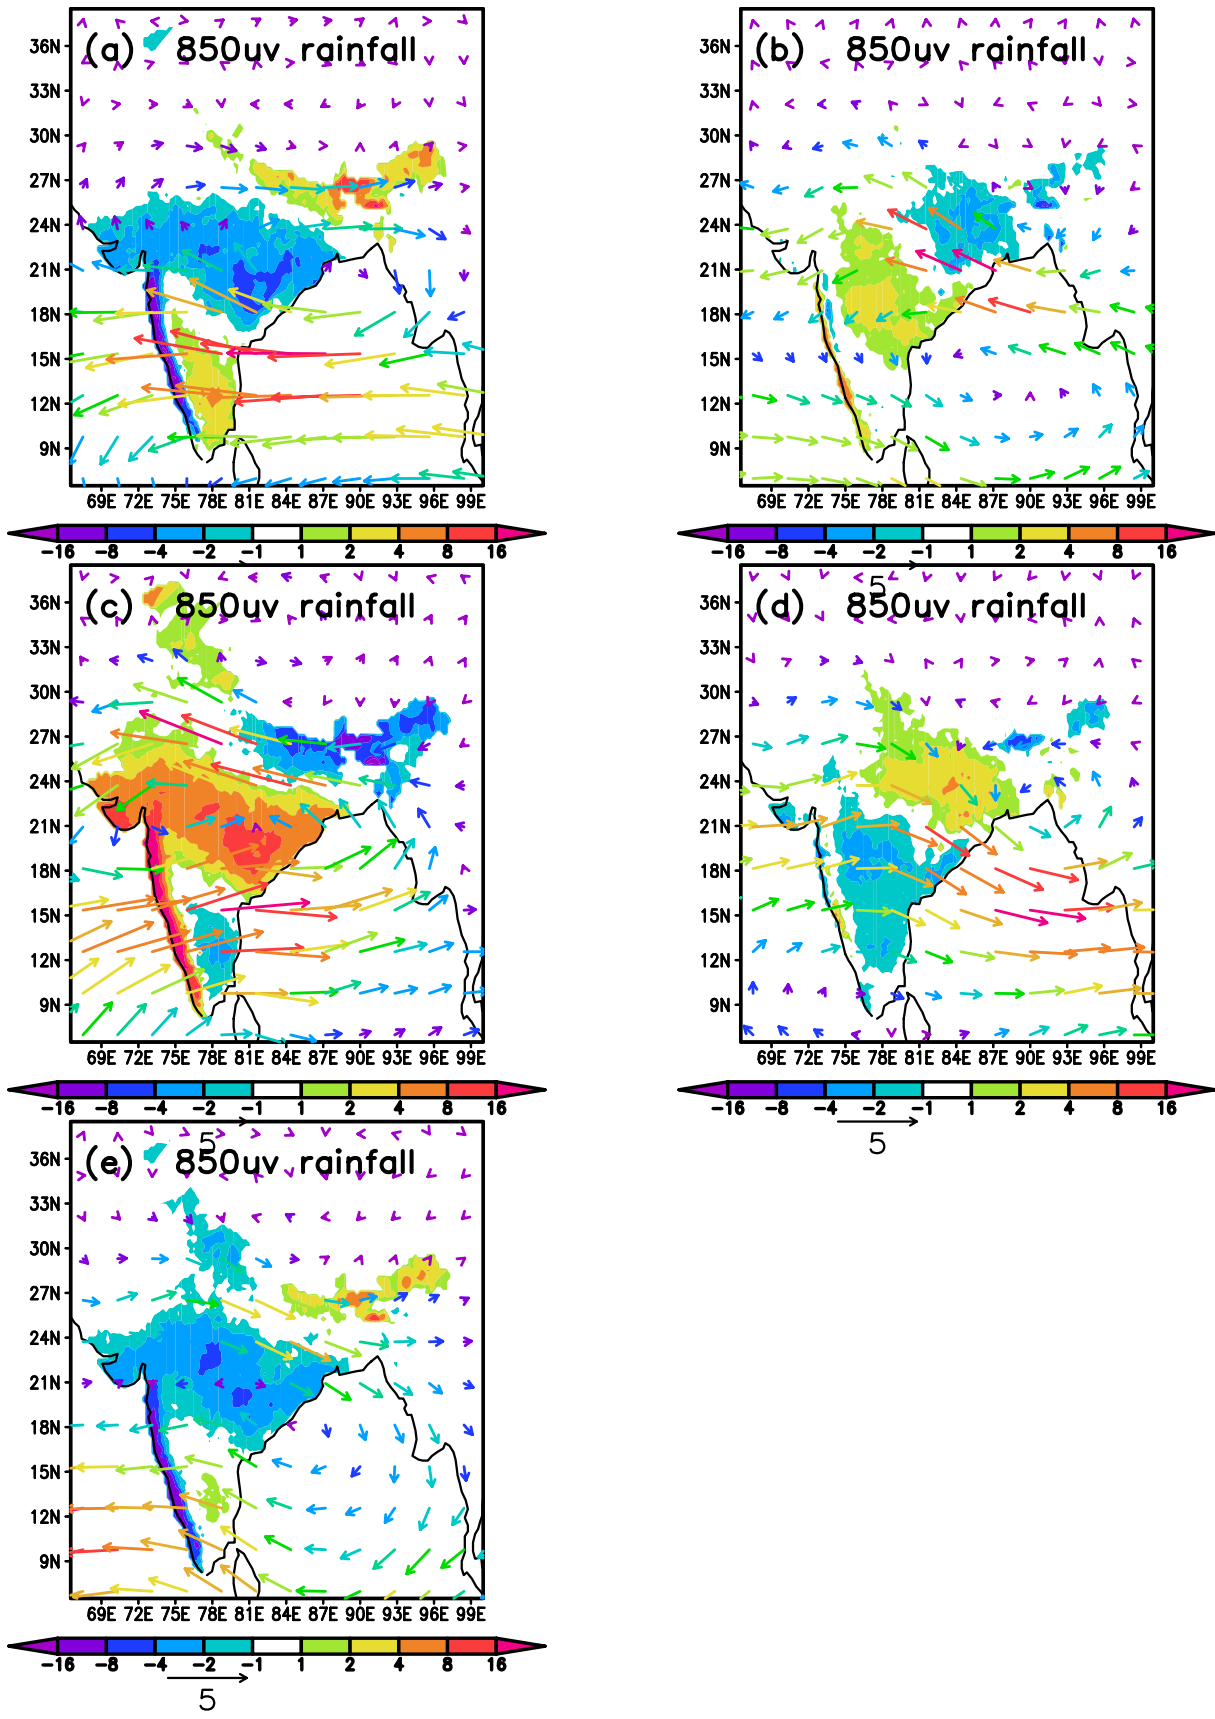 (a) 850uv rainfall
36N
33N
30N
27N
24N
21N
18N
15N
12N
9N
69E 72E 75E 78E 81E 84E 87E 90E 93E 96E 99E
-16 -8 -4 -2 -1 1 2 4 8 16
(b) 850uv rainfall
36N
33N
30N
27N
24N
21N
18N
15N
12N
9N
69E 72E 75E 78E 81E 84E 87E 90E 93E 96E 99E
-16 -8 -4 -2 -1 1 2 4 8 16
5
(c) 850uv rainfall
36N
33N
30N
27N
24N
21N
18N
15N
12N
9N
69E 72E 75E 78E 81E 84E 87E 90E 93E 96E 99E
-16 -8 -4 -2 -1 1 2 4 8 16
5
(d) 850uv rainfall
36N
33N
30N
27N
24N
21N
18N
15N
12N
9N
69E 72E 75E 78E 81E 84E 87E 90E 93E 96E 99E
-16 -8 -4 -2 -1 1 2 4 8 16
5
(e) 850uv rainfall
36N
33N
30N
27N
24N
21N
18N
15N
12N
9N
69E 72E 75E 78E 81E 84E 87E 90E 93E 96E 99E
-16 -8 -4 -2 -1 1 2 4 8 16
5